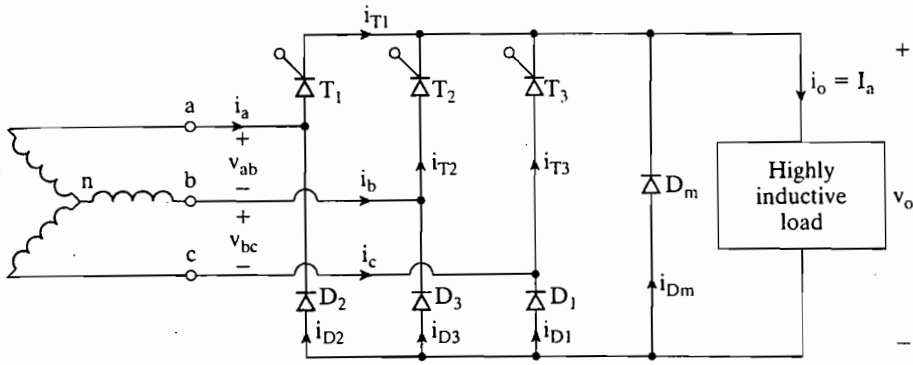 i_T1
+
T_1
T_2
T_3
i_o = I_a
a
i_a
+
v_ab
−
i_T2
i_T3
D_m
Highly
inductive
load
v_o
n
b
i_b
+
v_bc
−
c
i_c
D_2
D_3
D_1
i_Dm
i_D2
i_D3
i_D1
−